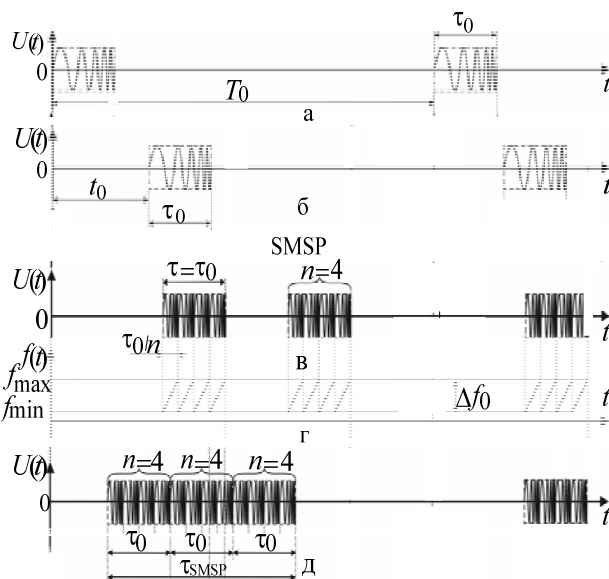 U(t)
τ0
0
t
T0
а
U(t)
0
t
t0
τ0
б
SMSP
U(t)
τ=τ0
n=4
0
t
τ0/n
f(t)
в
fmax
fmin
Δf0
t
г
U(t)
n=4 n=4 n=4
0
t
τ0 τ0 τ0
τSMSP
д